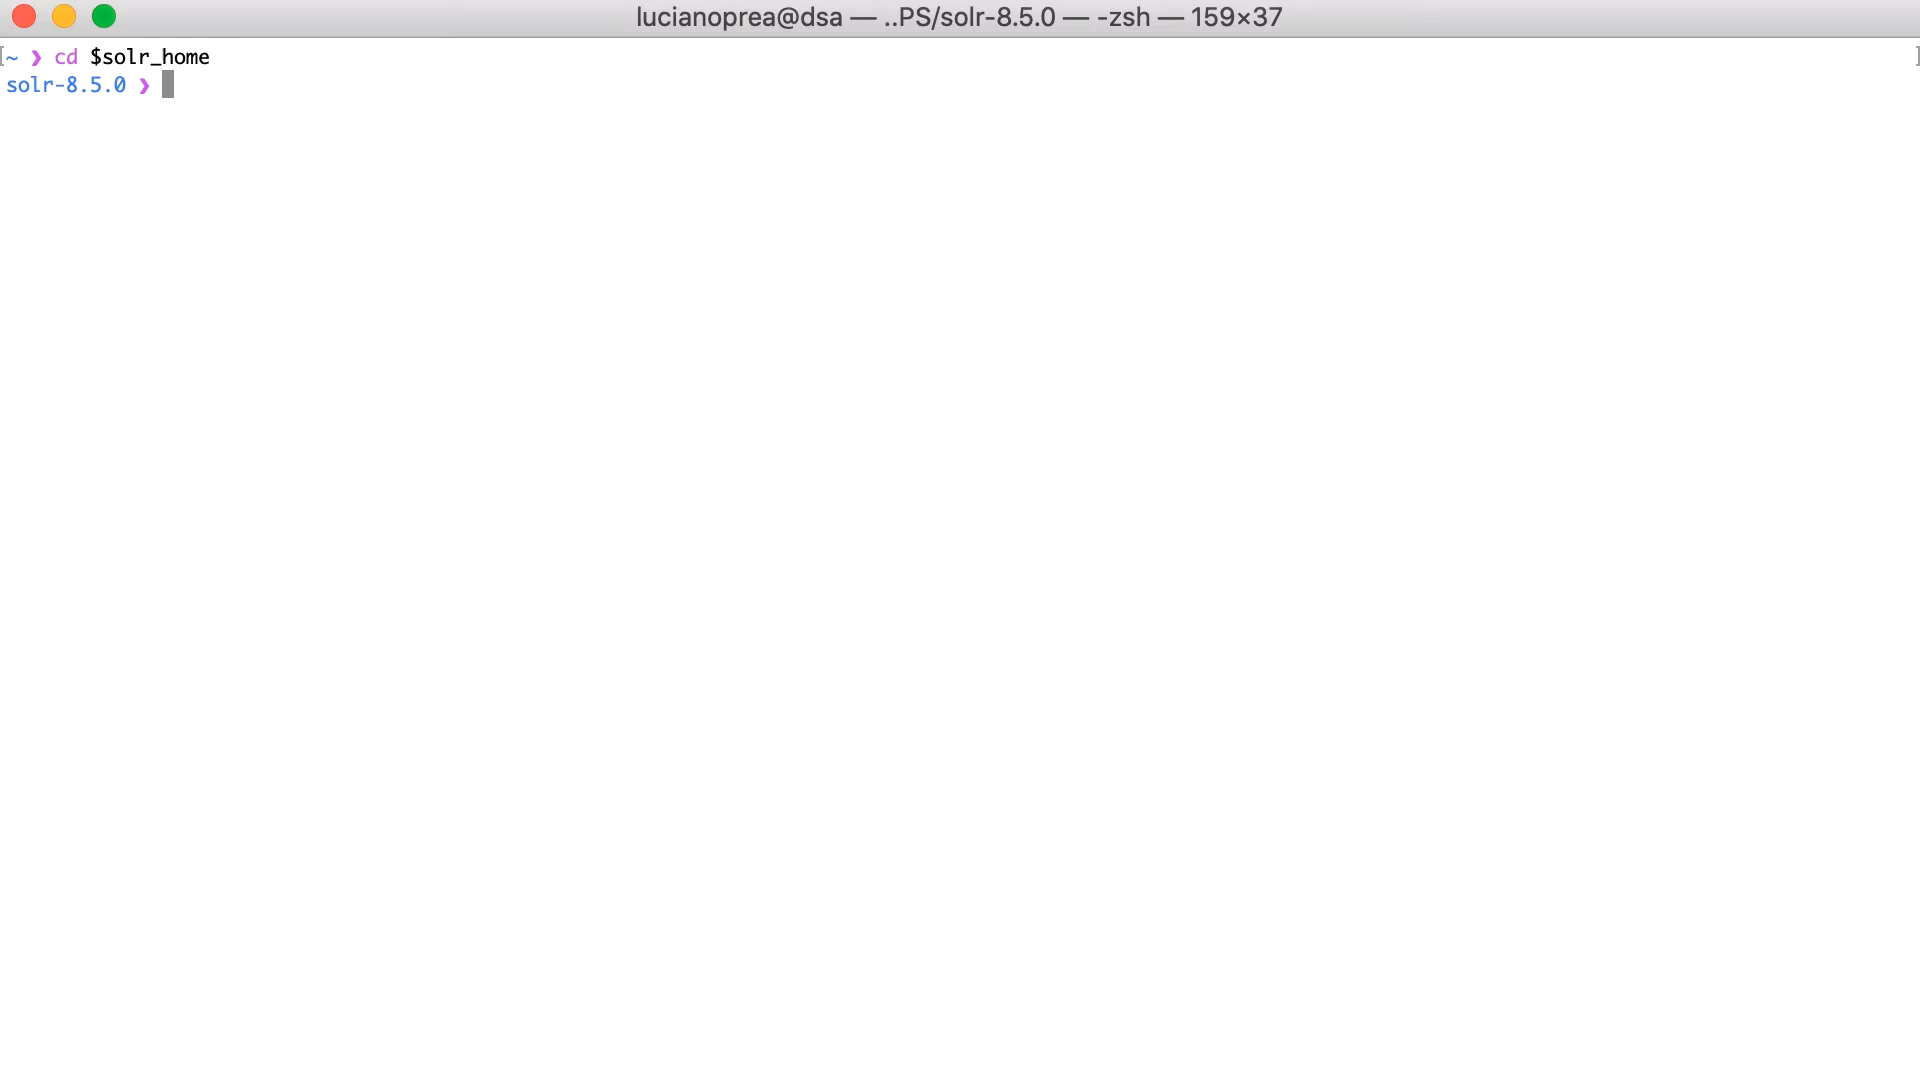 lucianoprea@dsa — ..PS/solr-8.5.0 — -zsh — 159×37
[~ ❯ cd $solr_home ]
solr-8.5.0 ❯